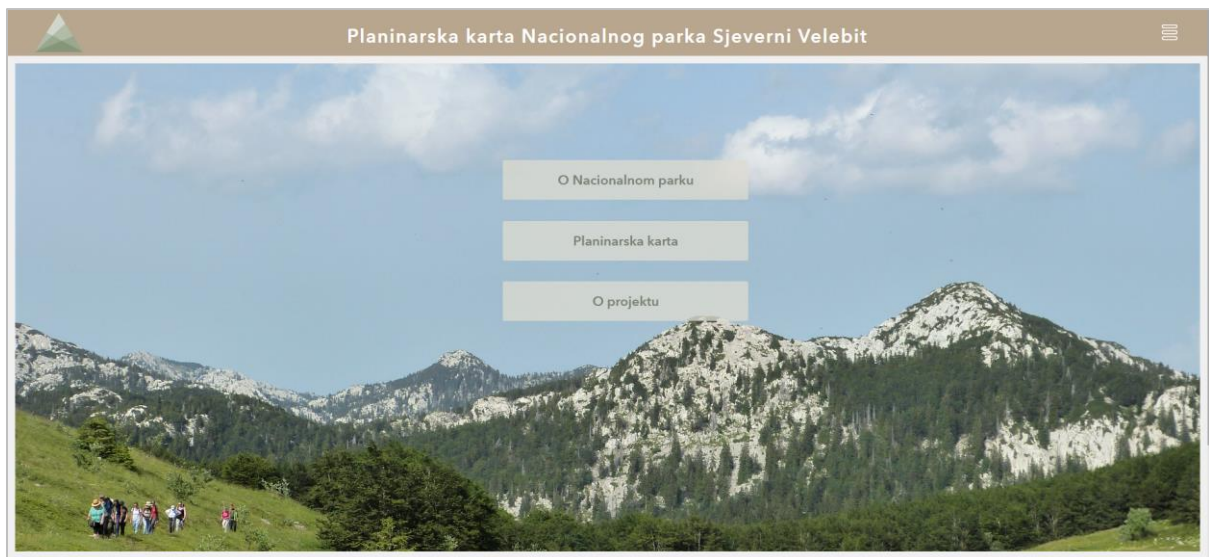 Planinarska karta Nacionalnog parka Sjeverni Velebit
O Nacionalnom parku
Planinarska karta
O projektu